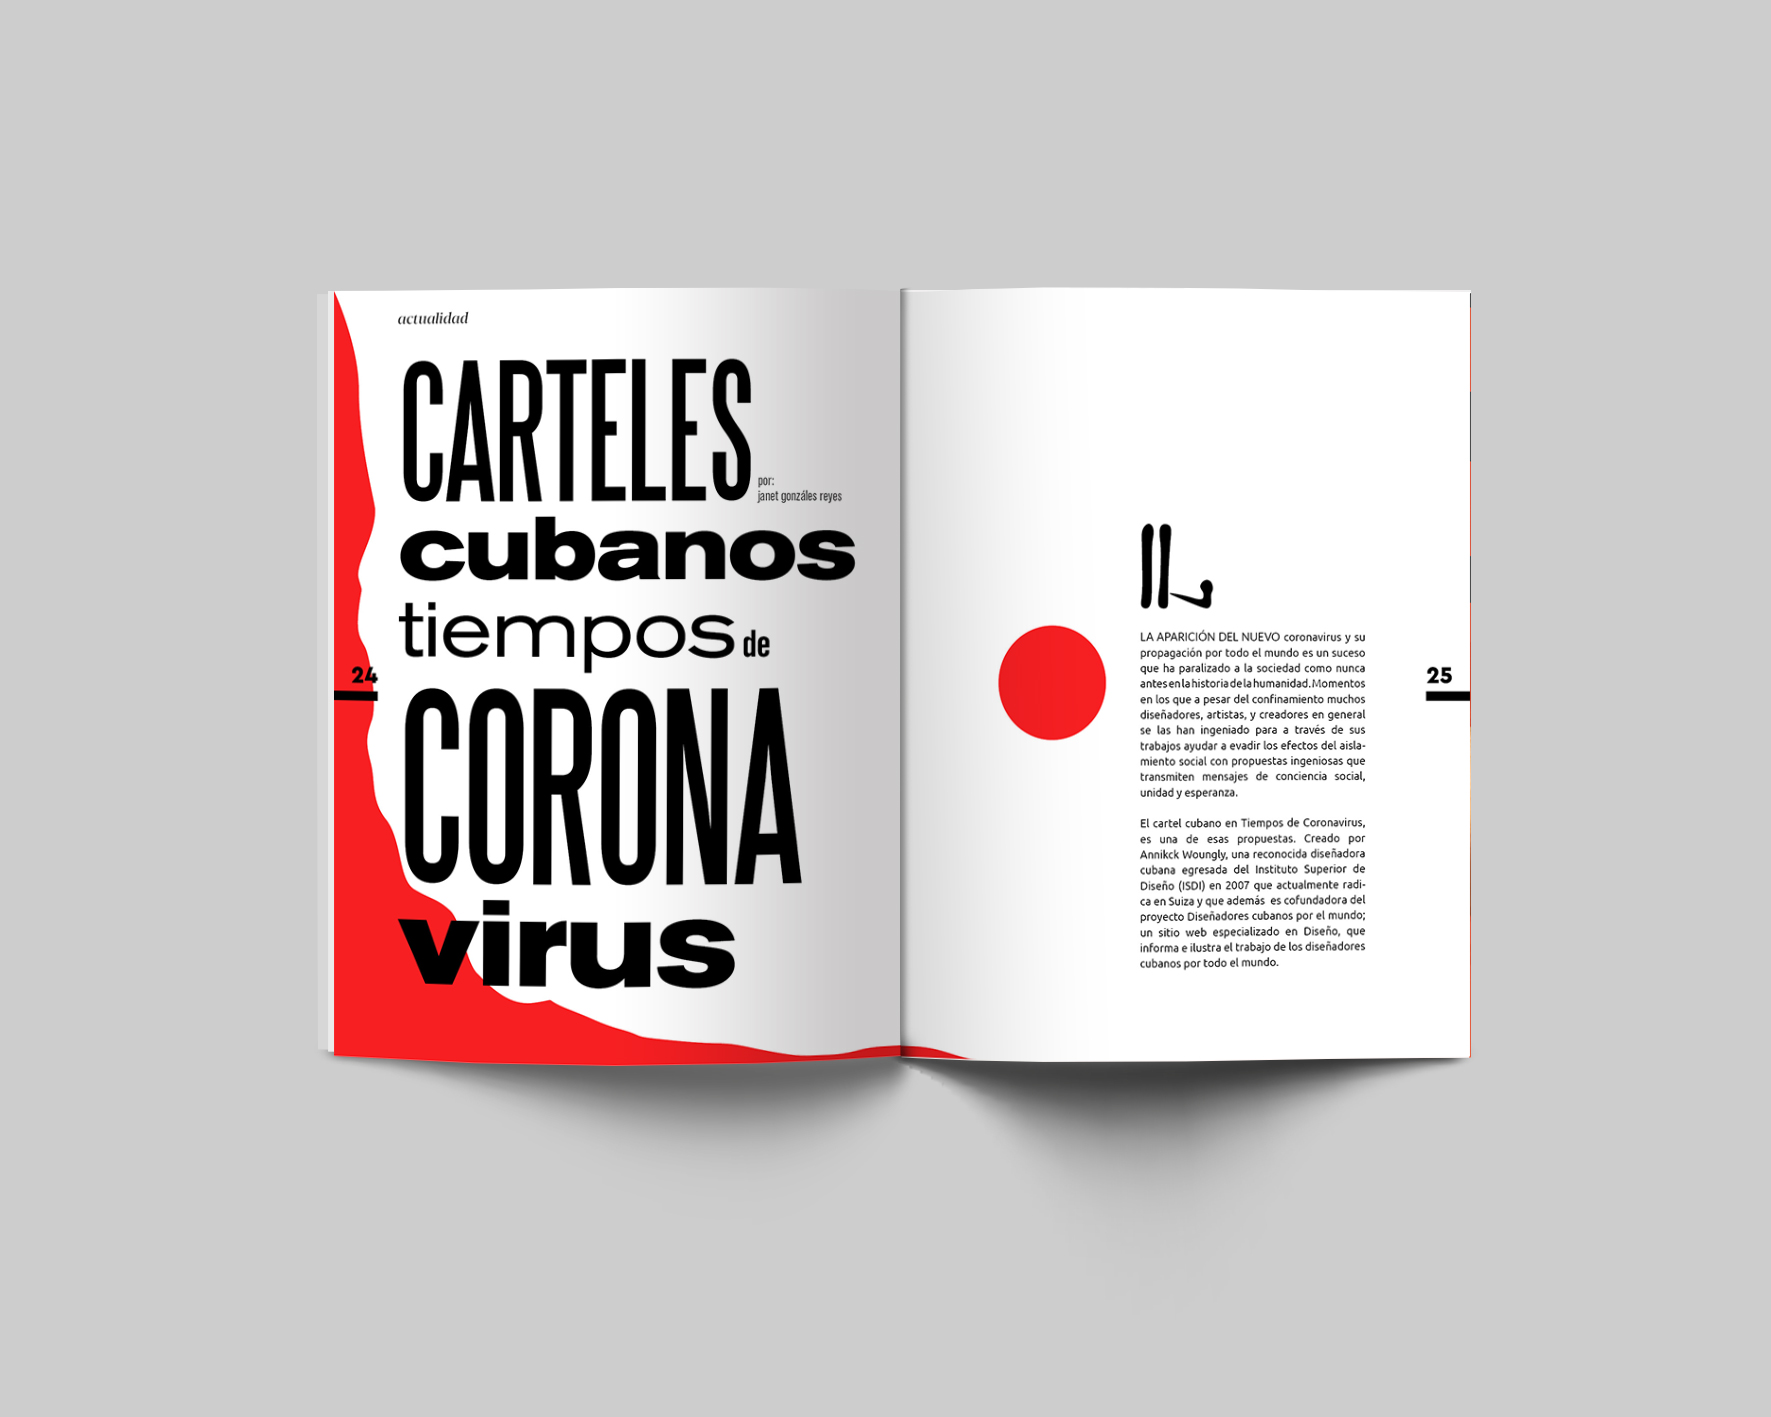 actualidad
CARTELES
por:
janet gonzáles reyes
cubanos
tiempos de
CORONA
virus
24
LA APARICIÓN DEL NUEVO coronavirus y su
propagación por todo el mundo es un suceso
que ha paralizado a la sociedad como nunca
antes en la historia de la humanidad. Momentos
en los que a pesar del confinamiento muchos
diseñadores, artistas, y creadores en general
se las han ingeniado para a través de sus
trabajos ayudar a evadir los efectos del aisla-
miento social con propuestas ingeniosas que
transmiten mensajes de conciencia social,
unidad y esperanza.
El cartel cubano en Tiempos de Coronavirus,
es una de esas propuestas. Creado por
Annikck Woungly, una reconocida diseñadora
cubana egresada del Instituto Superior de
Diseño (ISDI) en 2007 que actualmente radi-
ca en Suiza y que además es cofundadora del
proyecto Diseñadores cubanos por el mundo;
un sitio web especializado en Diseño, que
informa e ilustra el trabajo de los diseñadores
cubanos por todo el mundo.
25